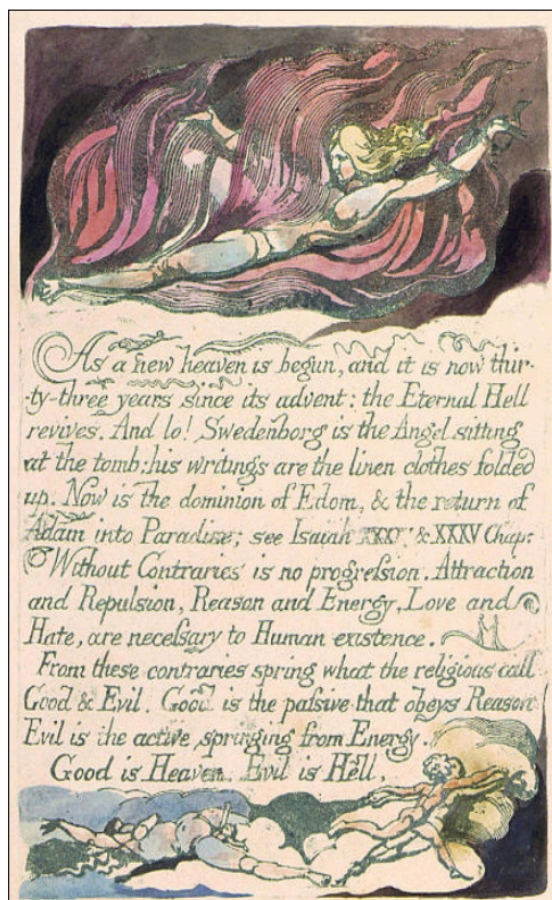 As a new heaven is begun, and it is now thir-
-ty-three years since its advent: the Eternal Hell
revives. And lo! Swedenborg is the Angel sitting
at the tomb: his writings are the linen clothes folded
up. Now is the dominion of Edom, & the return of
Adam into Paradise; see Isaiah & XXXV Chap:
Without Contraries is no progreſsion. Attraction
and Repulsion, Reason and Energy, Love and
Hate, are neceſsary to Human existence.
From these contraries spring what the religious call
Good & Evil. Good is the paſsive that obeys Reason
Evil is the active springing from Energy.
Good is Heaven. Evil is Hell.